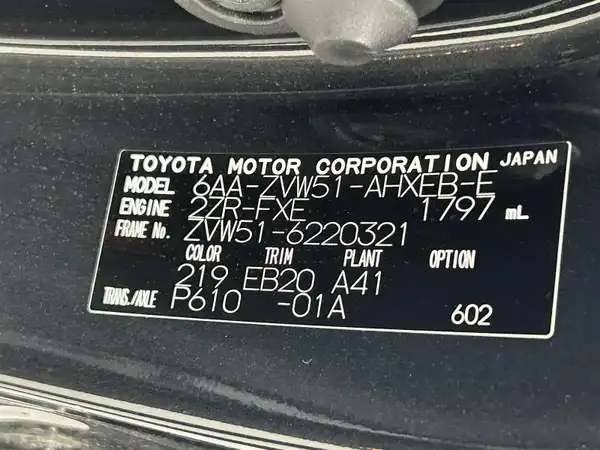 TOYOTA MOTOR CORPORATION JAPAN
MODEL 6AA-ZVW51-AHXEB-E
ENGINE 2ZR-FXE 1797 mL
FRAME No. ZVW51-6220321
COLOR TRIM PLANT OPTION
219 EB20 A41
TRANS./AXLE P610 -01A
602